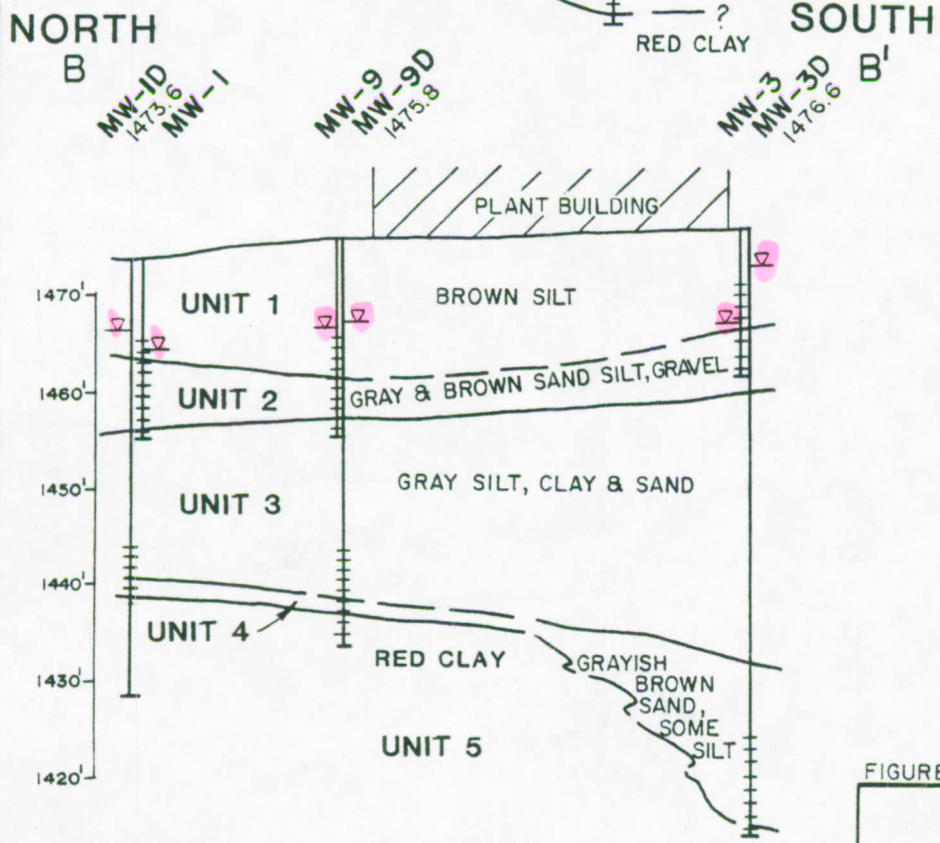 NORTH
B
?
RED CLAY
SOUTH
B'
MW-1D
1473.6
MW-1
MW-9
MW-9D
1475.8
MW-3
MW-3D
1476.6
PLANT BUILDING
1470'
UNIT 1
BROWN SILT
1460'
UNIT 2
GRAY & BROWN SAND SILT, GRAVEL
1450'
UNIT 3
GRAY SILT, CLAY & SAND
1440'
UNIT 4
1430'
RED CLAY
GRAYISH
BROWN
SAND,
SOME
SILT
1420'
UNIT 5
FIGURE